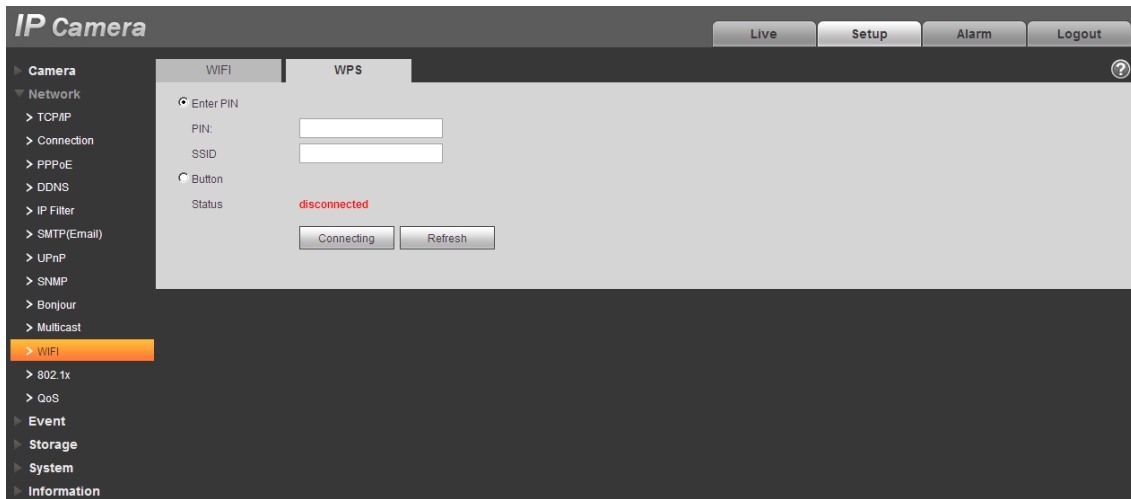 IP Camera
Live Setup Alarm Logout
Camera
Network
> TCP/IP
> Connection
> PPPoE
> DDNS
> IP Filter
> SMTP(Email)
> UPnP
> SNMP
> Bonjour
> Multicast
> WIFI
> 802.1x
> QoS
Event
Storage
System
Information
WIFI WPS
?
Enter PIN
PIN:
SSID
Button
Status disconnected
Connecting Refresh